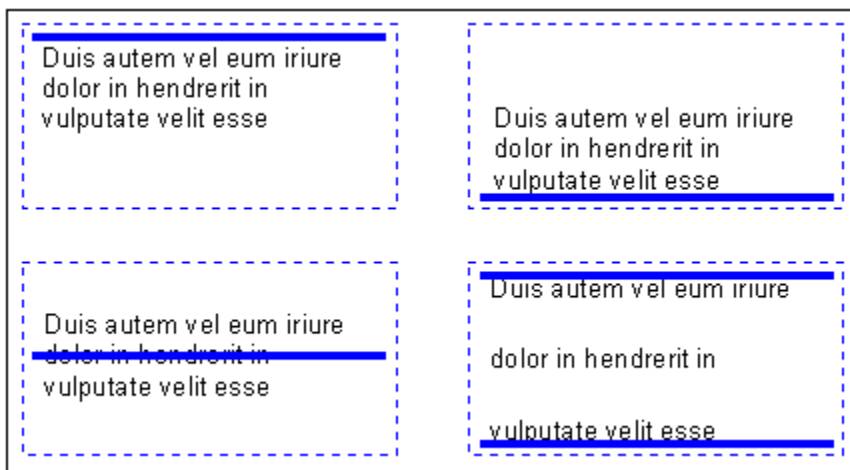 Duis autem vel eum iriure
dolor in hendrerit in
vulputate velit esse
Duis autem vel eum iriure
dolor in hendrerit in
vulputate velit esse
Duis autem vel eum iriure
dolor in hendrerit in
vulputate velit esse
Duis autem vel eum iriure
dolor in hendrerit in
vulputate velit esse